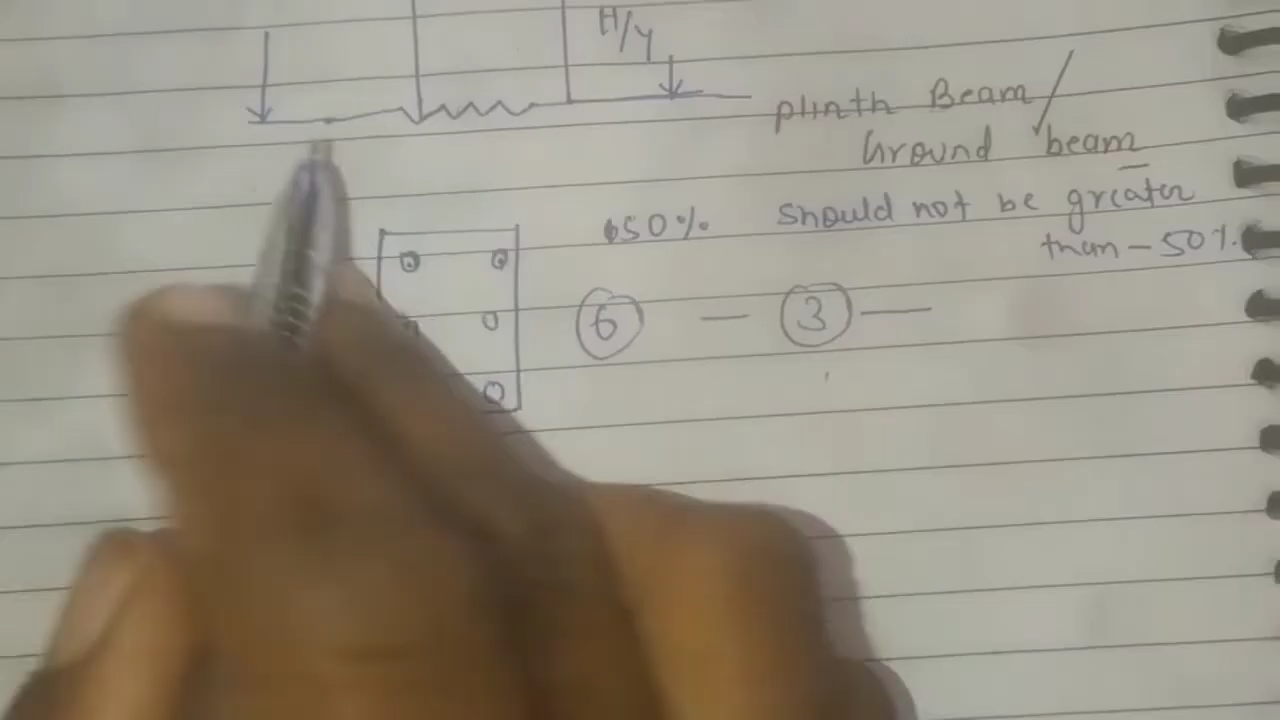 H/4
plinth Beam/
Ground beam
50% should not be greater
than - 50%.
6 - 3 -